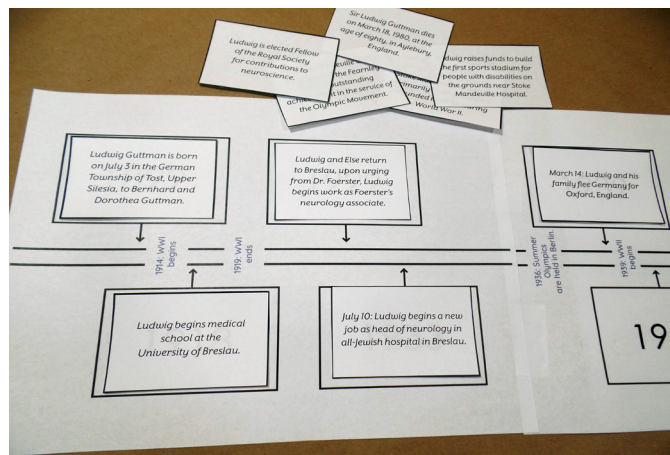 Ludwig is elected Fellow
of the Royal Society
for contributions to
neuroscience.
Sir Ludwig Guttman dies
on March 18, 1980, at the
age of eighty, in Aylebury,
England.
the Fearnley
outstanding
in the service of
the Olympic Movement.
World War II.
raises funds to build
the first sports stadium for
people with disabilities on
the grounds near Stoke
Mandeville Hospital.
Ludwig Guttman is born
on July 3 in the German
Township of Tost, Upper
Silesia, to Bernhard and
Dorothea Guttman.
Ludwig and Else return
to Breslau, upon urging
from Dr. Foerster, Ludwig
begins work as Foerster's
neurology associate.
March 14: Ludwig and his
family flee Germany for
Oxford, England.
1914: WWI
begins
1919: WWI
ends
1936: Summer
Olympics
are held in Berlin.
1939: WWII
begins
Ludwig begins medical
school at the
University of Breslau.
July 10: Ludwig begins a new
job as head of neurology in
all-Jewish hospital in Breslau.
19